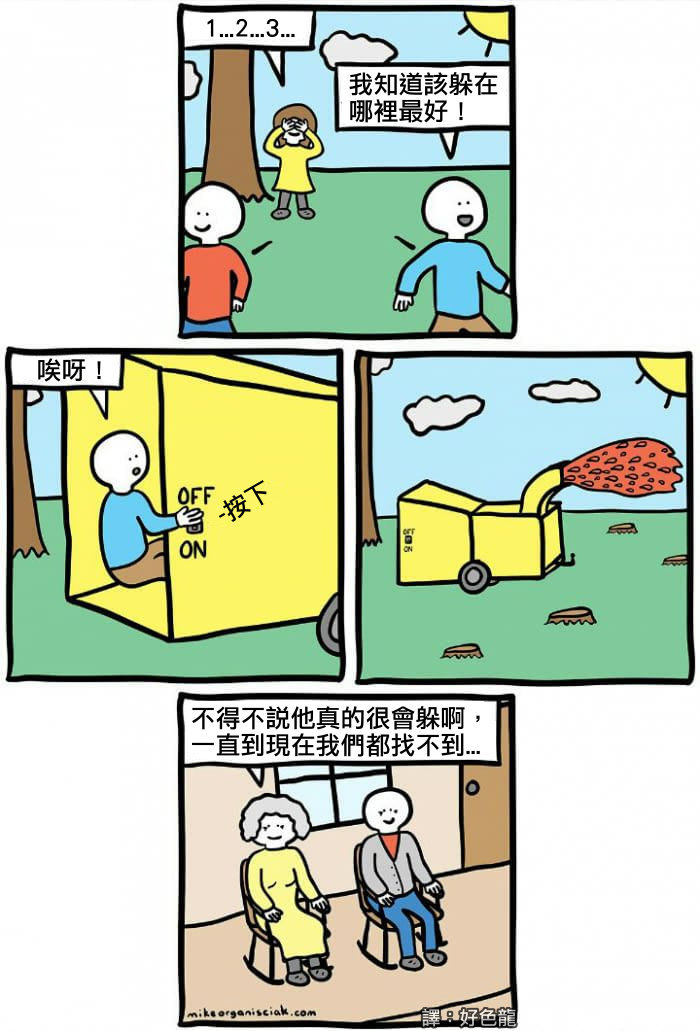 1...2...3...
我知道該躲在
哪裡最好！
唉呀！
OFF
-按下
ON
OFF
ON
不得不説他真的很會躲啊，
一直到現在我們都找不到...
mikeorganisciak.com
譯：好色龍